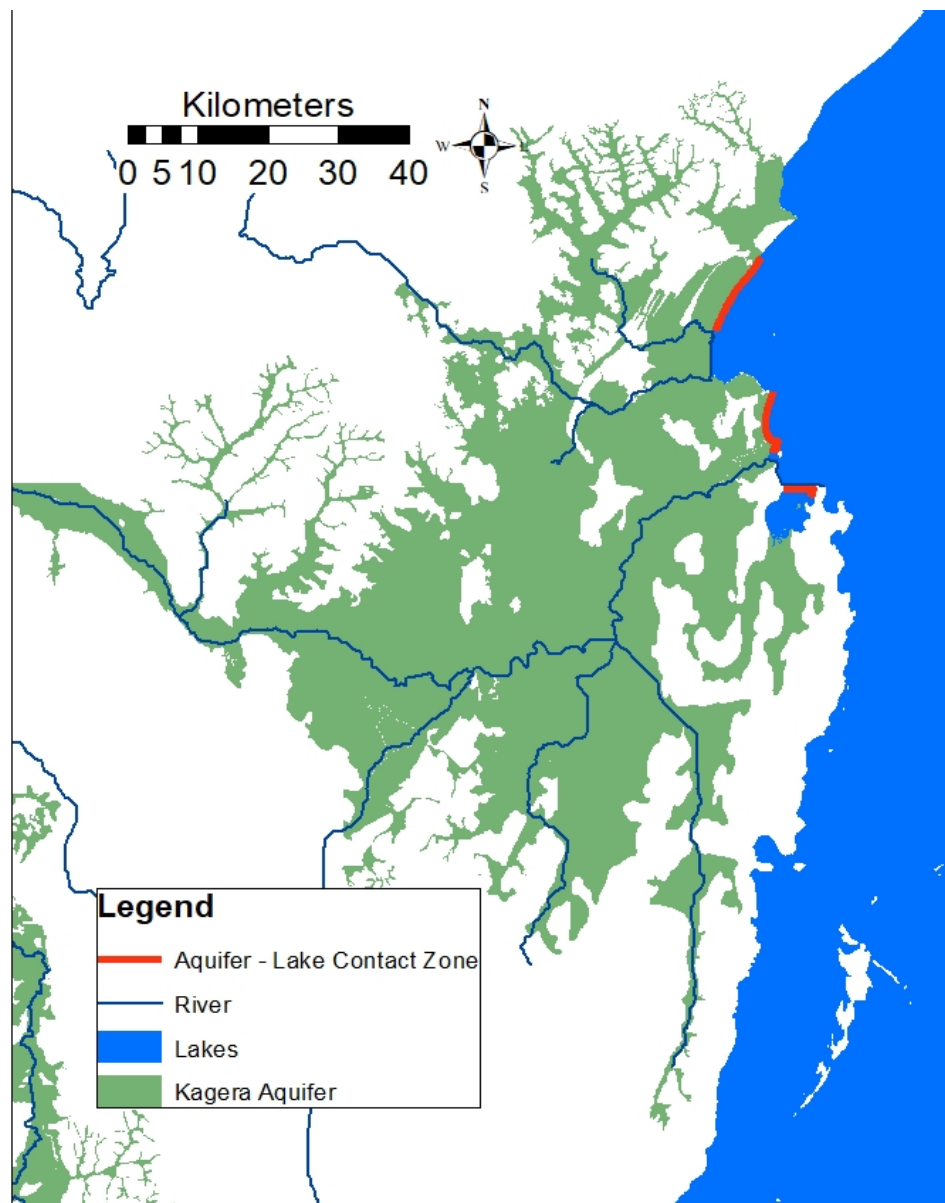 Kilometers
0 5 10 20 30 40
N
W E
S
Legend
Aquifer - Lake Contact Zone
River
Lakes
Kagera Aquifer